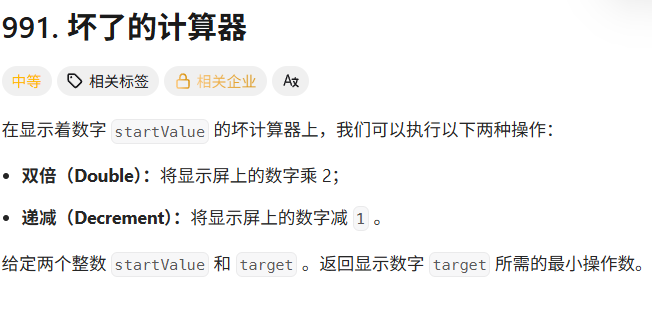 991. 坏了的计算器
中等 相关标签 相关企业 A文
在显示着数字 startValue 的坏计算器上，我们可以执行以下两种操作：
• 双倍（Double）：将显示屏上的数字乘 2；
• 递减（Decrement）：将显示屏上的数字减 1 。
给定两个整数 startValue 和 target 。返回显示数字 target 所需的最小操作数。